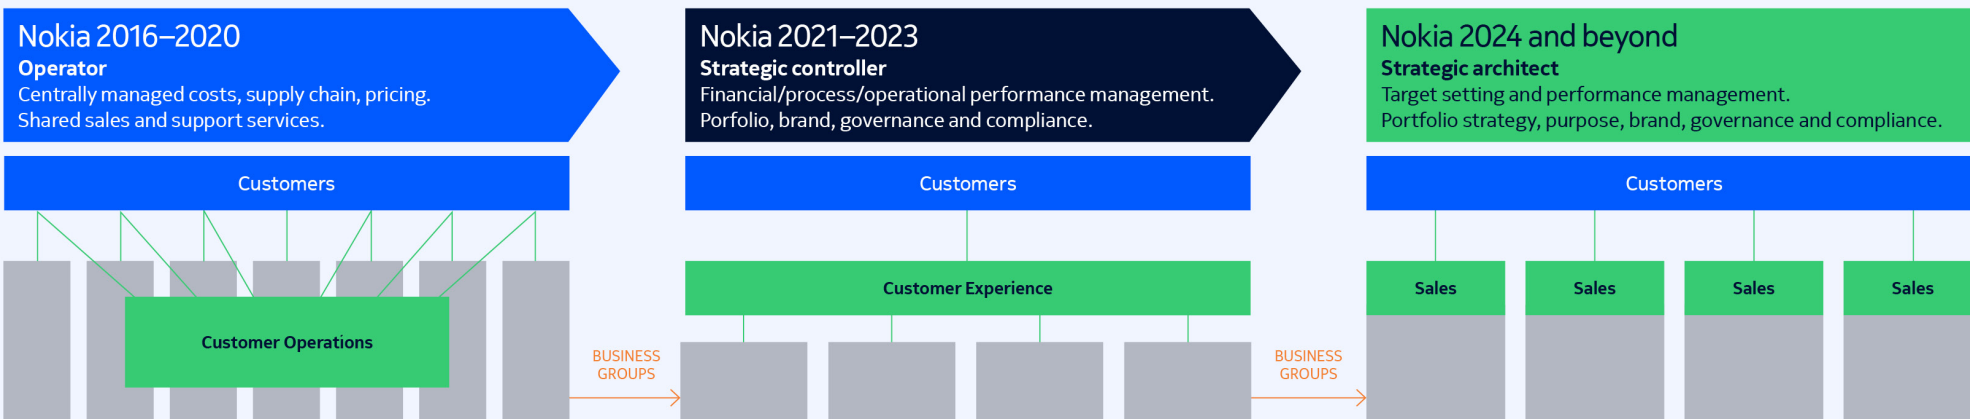 Nokia 2016–2020
Operator
Centrally managed costs, supply chain, pricing.
Shared sales and support services.
Customers
Customer Operations
BUSINESS
GROUPS
Nokia 2021–2023
Strategic controller
Financial/process/operational performance management.
Porfolio, brand, governance and compliance.
Customers
Customer Experience
BUSINESS
GROUPS
Nokia 2024 and beyond
Strategic architect
Target setting and performance management.
Portfolio strategy, purpose, brand, governance and compliance.
Customers
Sales
Sales
Sales
Sales